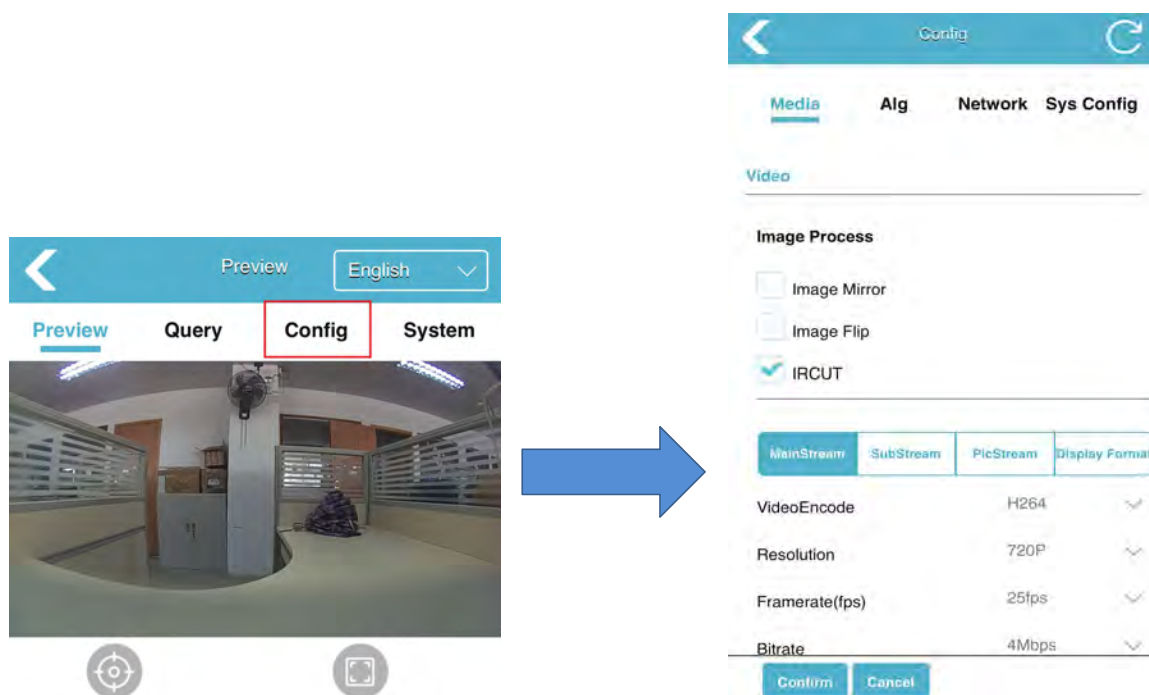 Preview
English
Preview
Query
Config
System
Config
Media
Alg
Network
Sys Config
Video
Image Process
Image Mirror
Image Flip
IRCUT
MainStream
SubStream
PicStream
Display Format
VideoEncode
H264
Resolution
720P
Framerate(fps)
25fps
Bitrate
4Mbps
Confirm
Cancel